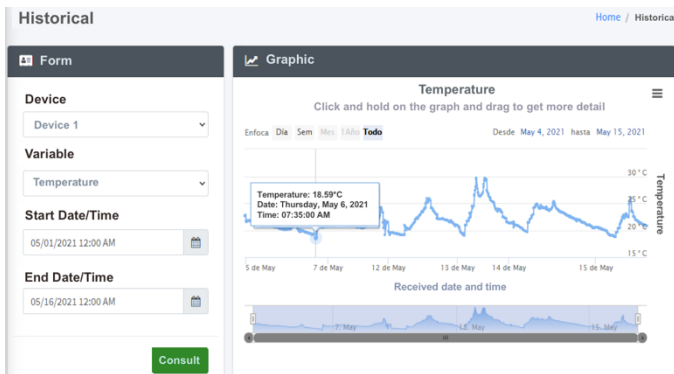 Historical
Home / Historica
Form
Device
Device 1
Variable
Temperature
Start Date/Time
05/01/2021 12:00 AM
End Date/Time
05/16/2021 12:00 AM
Consult
Graphic
Temperature
Click and hold on the graph and drag to get more detail
Enfoca Día Sem Mes 1Año Todo
Desde May 4, 2021 hasta May 15, 2021
Temperature: 18.59°C
Date: Thursday, May 6, 2021
Time: 07:35:00 AM
30°C
25°C
20°C
15°C
Temperature
5 de May 7 de May 12 de May 13 de May 14 de May 15 de May
Received date and time
7. May 13. May 15. May